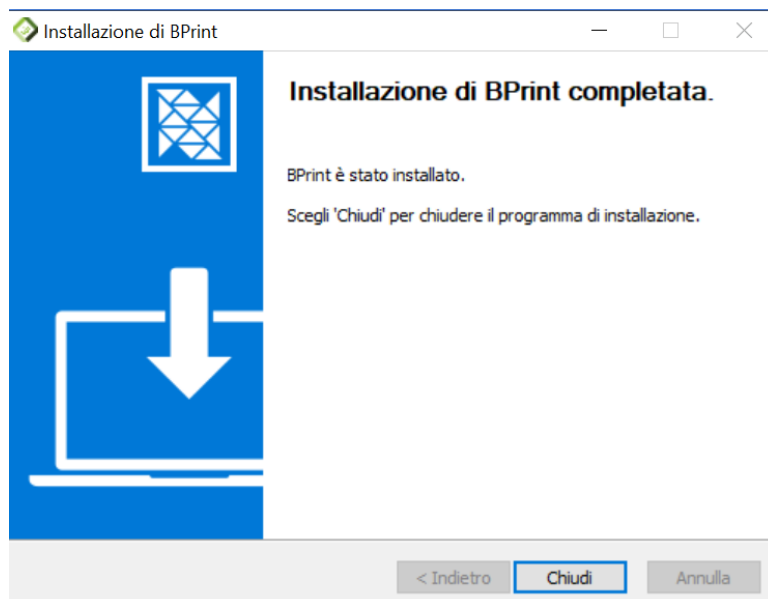 Installazione di BPrint
Installazione di BPrint completata.
BPrint è stato installato.
Scegli 'Chiudi' per chiudere il programma di installazione.
< Indietro
Chiudi
Annulla